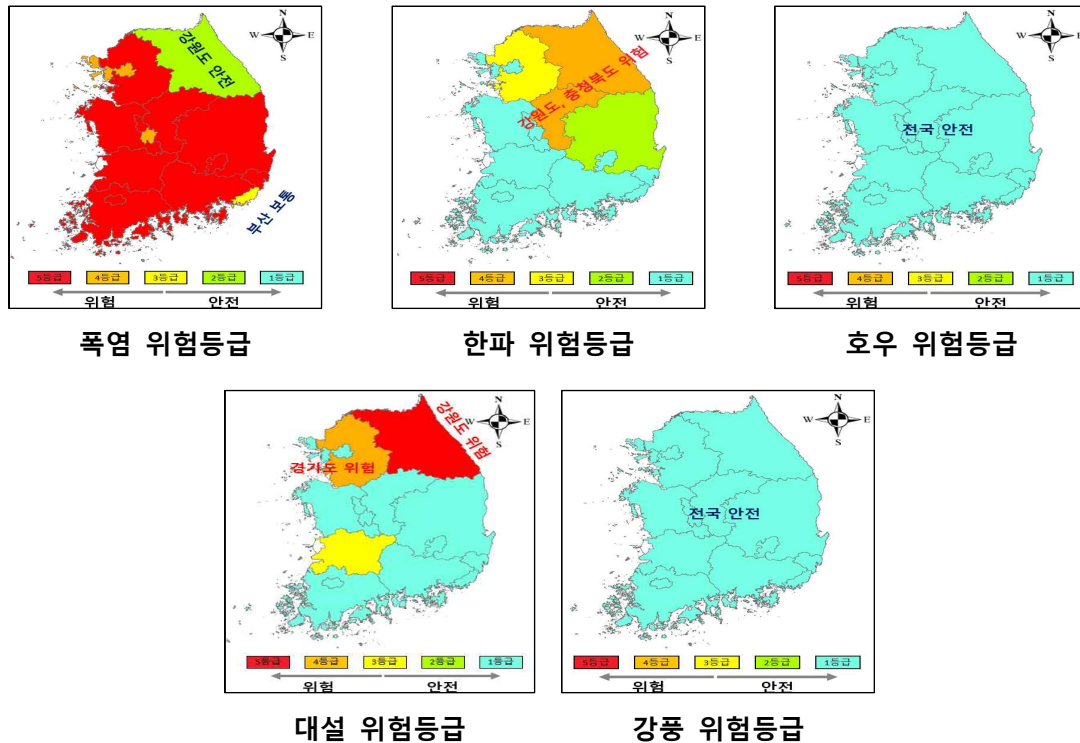 N
W E
S
강원도 안전
부산 보통
5등급 4등급 3등급 2등급 1등급
위험 안전
폭염 위험등급
N
W E
S
강원도, 충청북도 위험
5등급 4등급 3등급 2등급 1등급
위험 안전
한파 위험등급
N
W E
S
전국 안전
5등급 4등급 3등급 2등급 1등급
위험 안전
호우 위험등급
N
W E
S
강원도 위험
경기도 위험
5등급 4등급 3등급 2등급 1등급
위험 안전
대설 위험등급
N
W E
S
전국 안전
5등급 4등급 3등급 2등급 1등급
위험 안전
강풍 위험등급